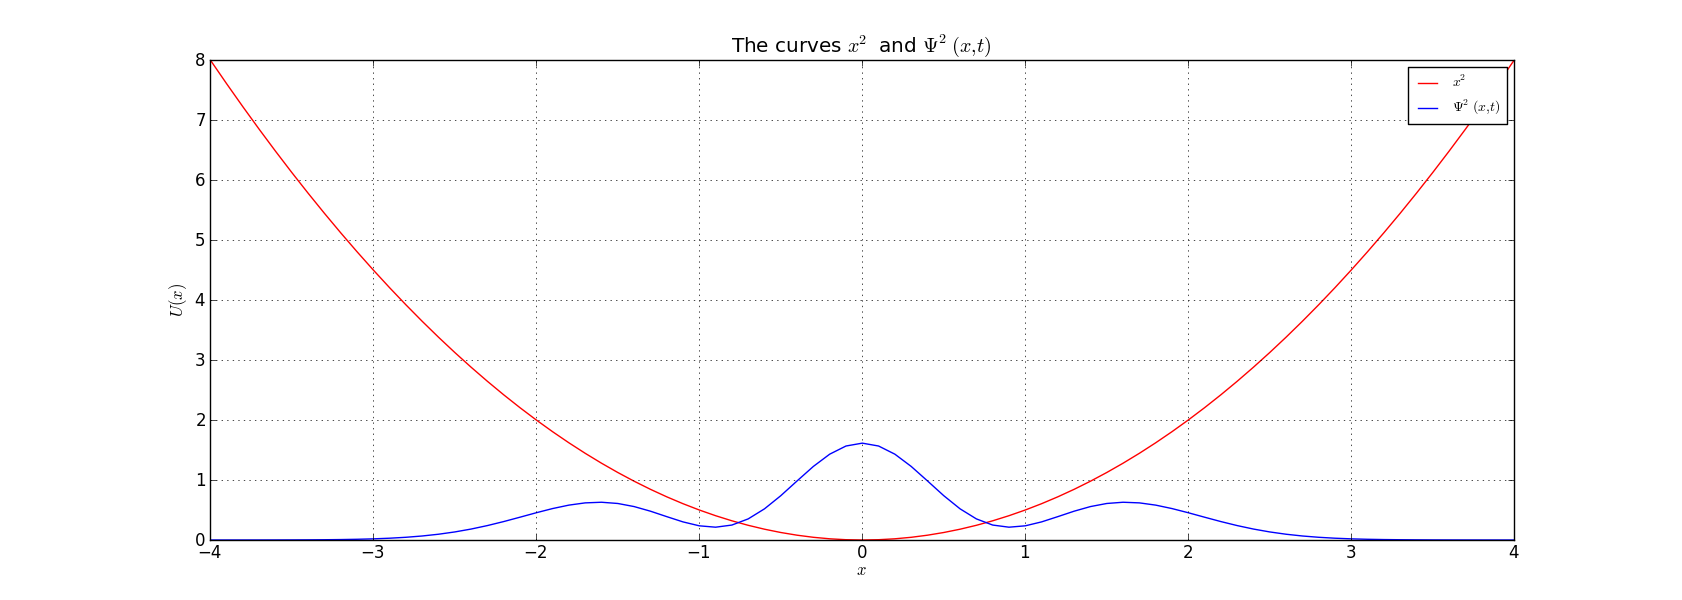 The curves x² and Ψ² (x,t)
x²
Ψ² (x,t)
8
7
6
5
4
3
2
1
0
U(x)
−4 −3 −2 −1 0 1 2 3 4
x